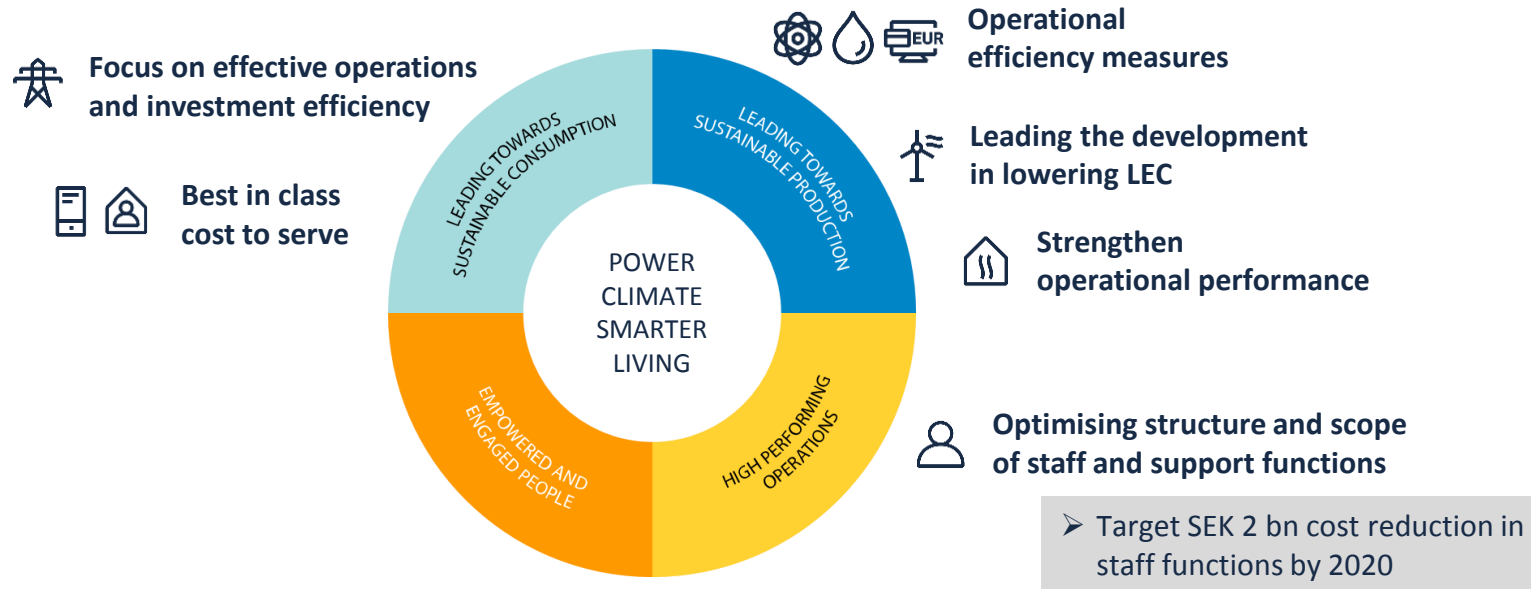 Focus on effective operations
and investment efficiency
Best in class
cost to serve
LEADING TOWARDS
SUSTAINABLE CONSUMPTION
LEADING TOWARDS
SUSTAINABLE PRODUCTION
POWER
CLIMATE
SMARTER
LIVING
EMPOWERED AND
ENGAGED PEOPLE
HIGH PERFORMING
OPERATIONS
EUR
Operational
efficiency measures
Leading the development
in lowering LEC
Strengthen
operational performance
Optimising structure and scope
of staff and support functions
➢ Target SEK 2 bn cost reduction in
staff functions by 2020